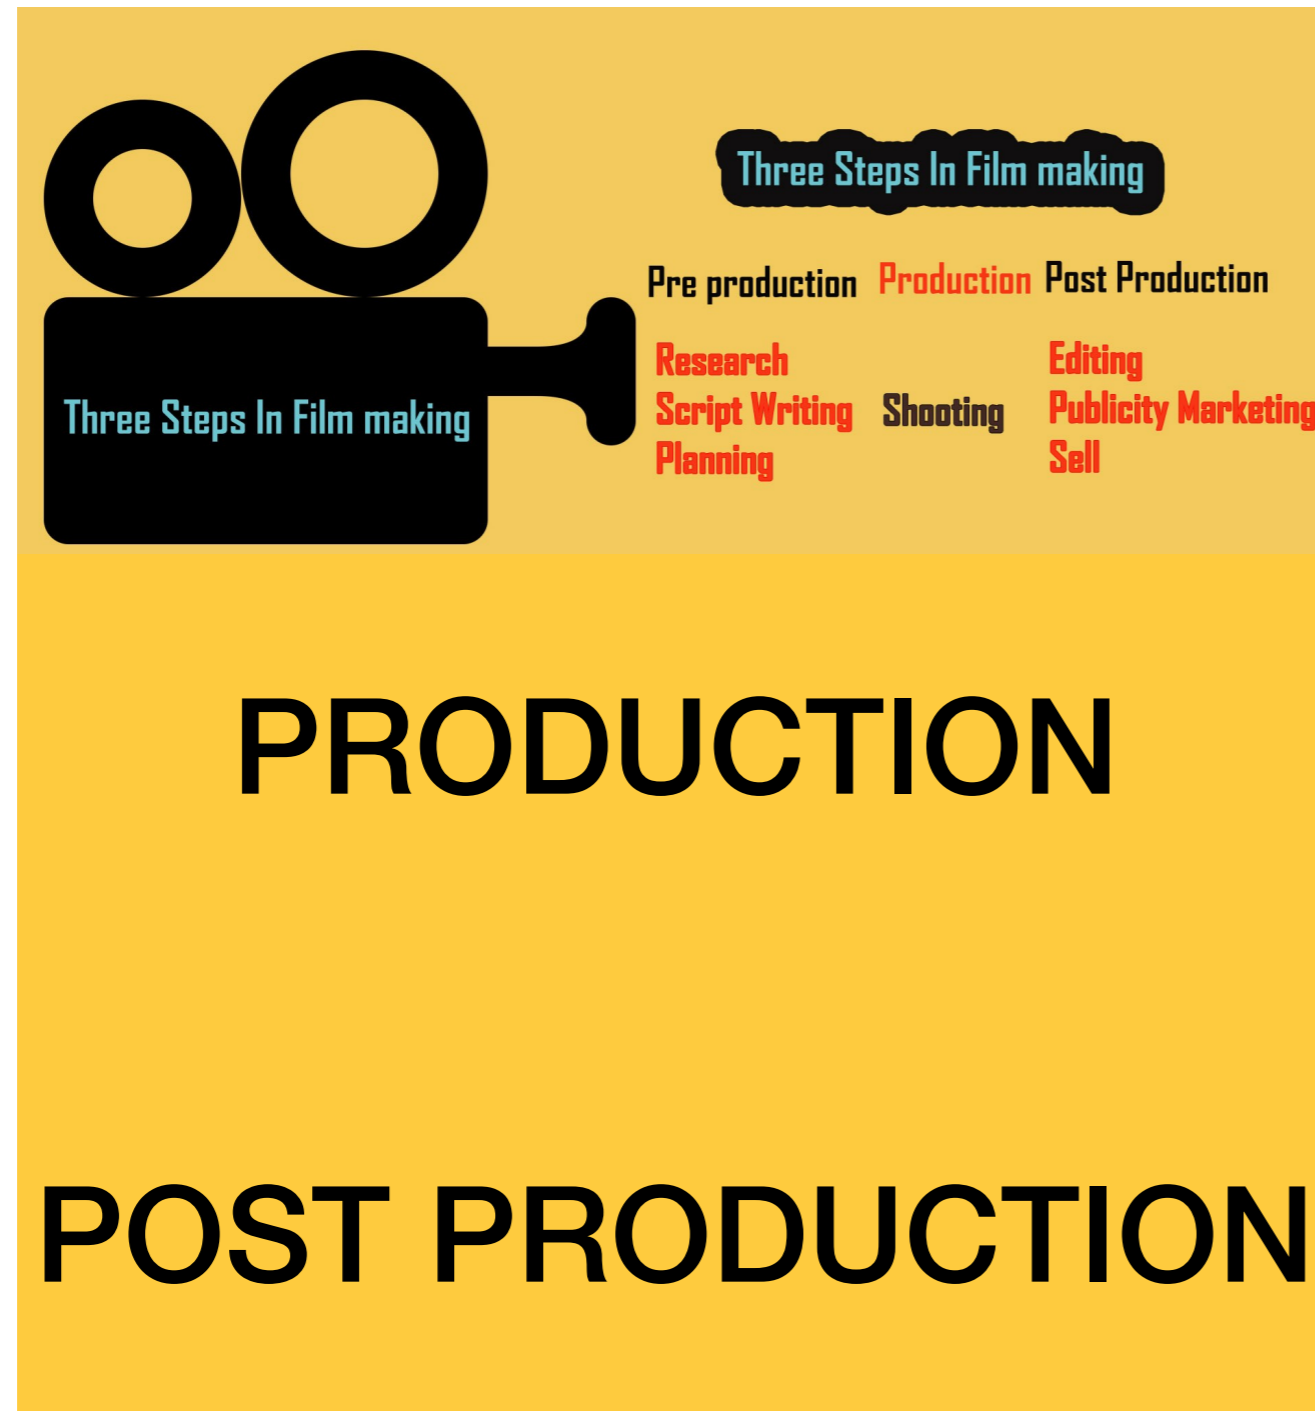 Three Steps In Film making
Three Steps In Film making
Pre production Production Post Production
Research
Script Writing
Planning
Shooting
Editing
Publicity Marketing
Sell
PRODUCTION
POST PRODUCTION